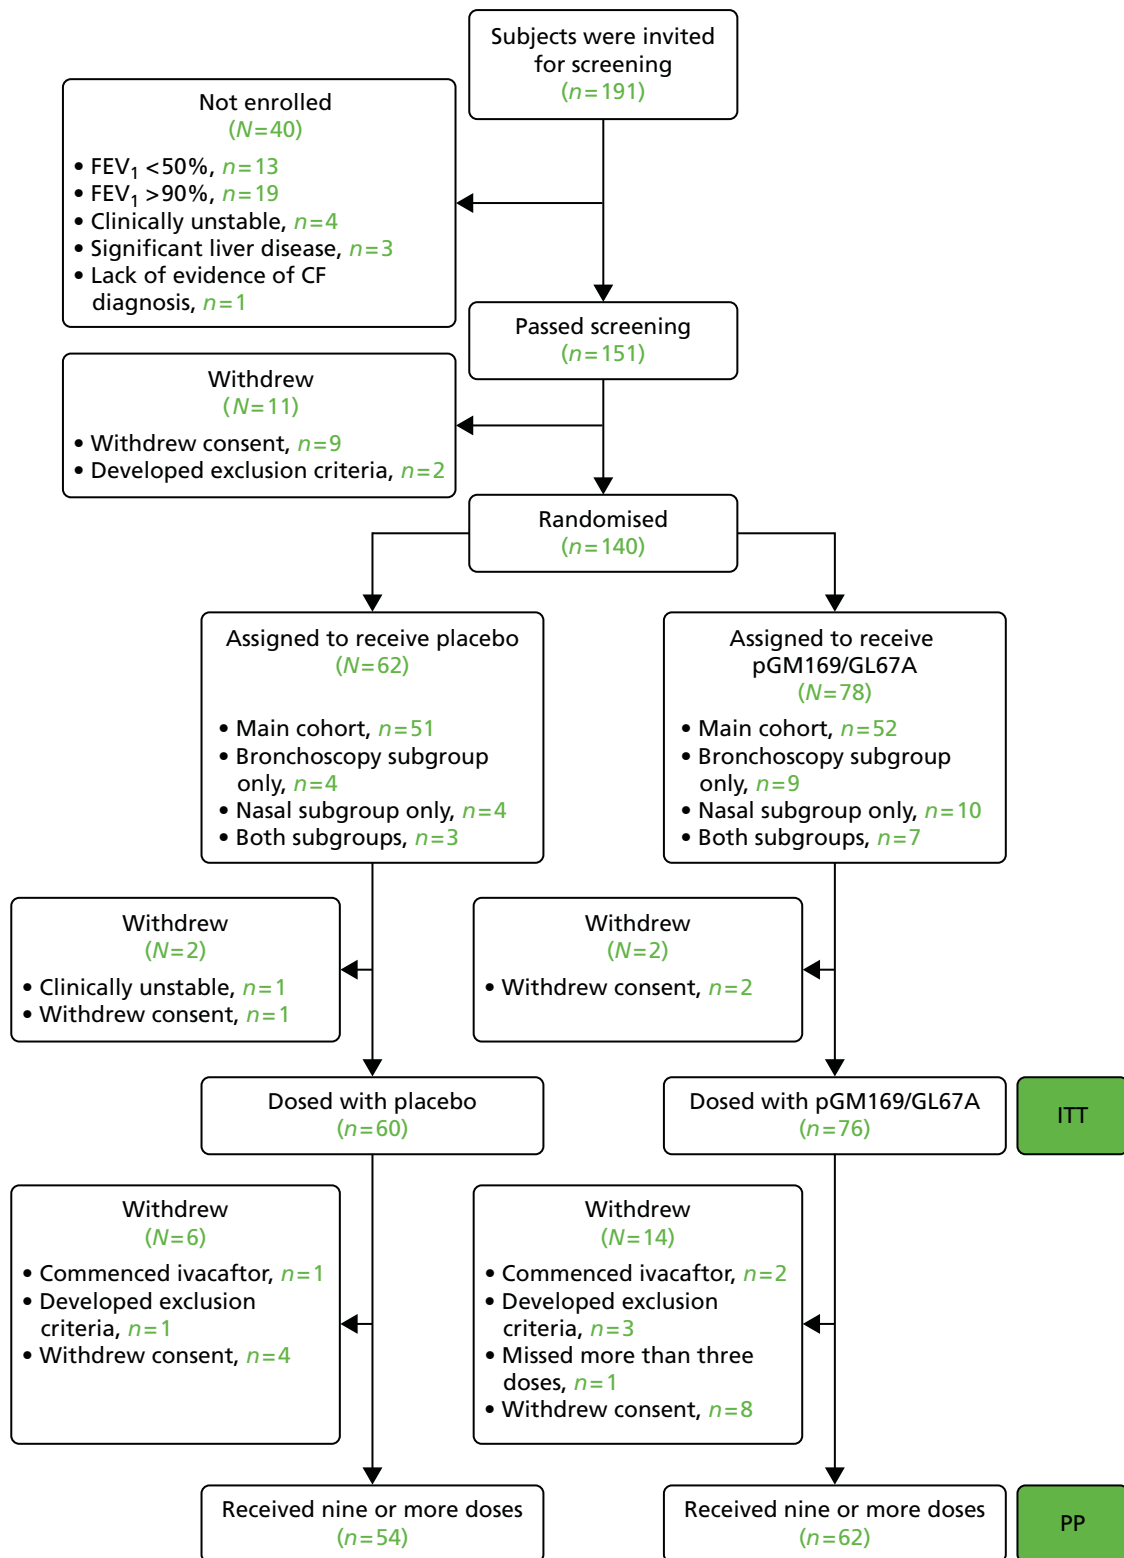 Subjects were invited
for screening
(n=191)
Not enrolled
(N=40)
• FEV₁ <50%, n=13
• FEV₁ >90%, n=19
• Clinically unstable, n=4
• Significant liver disease, n=3
• Lack of evidence of CF
diagnosis, n=1
Passed screening
(n=151)
Withdrew
(N=11)
• Withdrew consent, n=9
• Developed exclusion criteria, n=2
Randomised
(n=140)
Assigned to receive placebo
(N=62)
• Main cohort, n=51
• Bronchoscopy subgroup
only, n=4
• Nasal subgroup only, n=4
• Both subgroups, n=3
Assigned to receive
pGM169/GL67A
(N=78)
• Main cohort, n=52
• Bronchoscopy subgroup
only, n=9
• Nasal subgroup only, n=10
• Both subgroups, n=7
Withdrew
(N=2)
• Clinically unstable, n=1
• Withdrew consent, n=1
Withdrew
(N=2)
• Withdrew consent, n=2
Dosed with placebo
(n=60)
Dosed with pGM169/GL67A
(n=76)
ITT
Withdrew
(N=6)
• Commenced ivacaftor, n=1
• Developed exclusion
criteria, n=1
• Withdrew consent, n=4
Withdrew
(N=14)
• Commenced ivacaftor, n=2
• Developed exclusion
criteria, n=3
• Missed more than three
doses, n=1
• Withdrew consent, n=8
Received nine or more doses
(n=54)
Received nine or more doses
(n=62)
PP